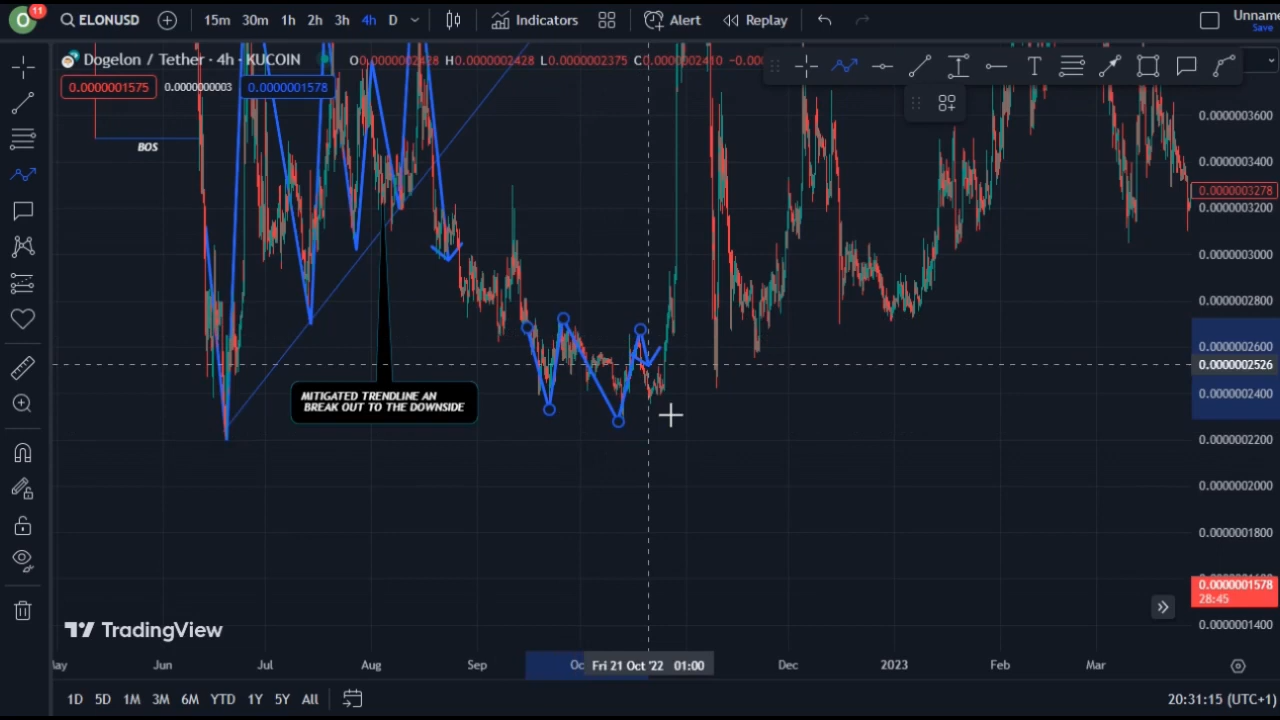 11
ELONUSD
15m 30m 1h 2h 3h 4h D
Indicators
Alert
Replay
Unname
Save
Dogelon / Tether · 4h · KUCOIN
0.0000001575
0.0000000003
0.0000001578
BOS
MITIGATED TRENDLINE AN
BREAK OUT TO THE DOWNSIDE
0.0000003600
0.0000003400
0.0000003278
0.0000003200
0.0000003000
0.0000002800
0.0000002600
0.0000002526
0.0000002400
0.0000002200
0.0000002000
0.0000001800
0.0000001578
28:45
0.0000001400
TradingView
Jun Jul Aug Sep Fri 21 Oct '22 01:00 Dec 2023 Feb Mar
1D 5D 1M 3M 6M YTD 1Y 5Y All
20:31:15 (UTC+1)